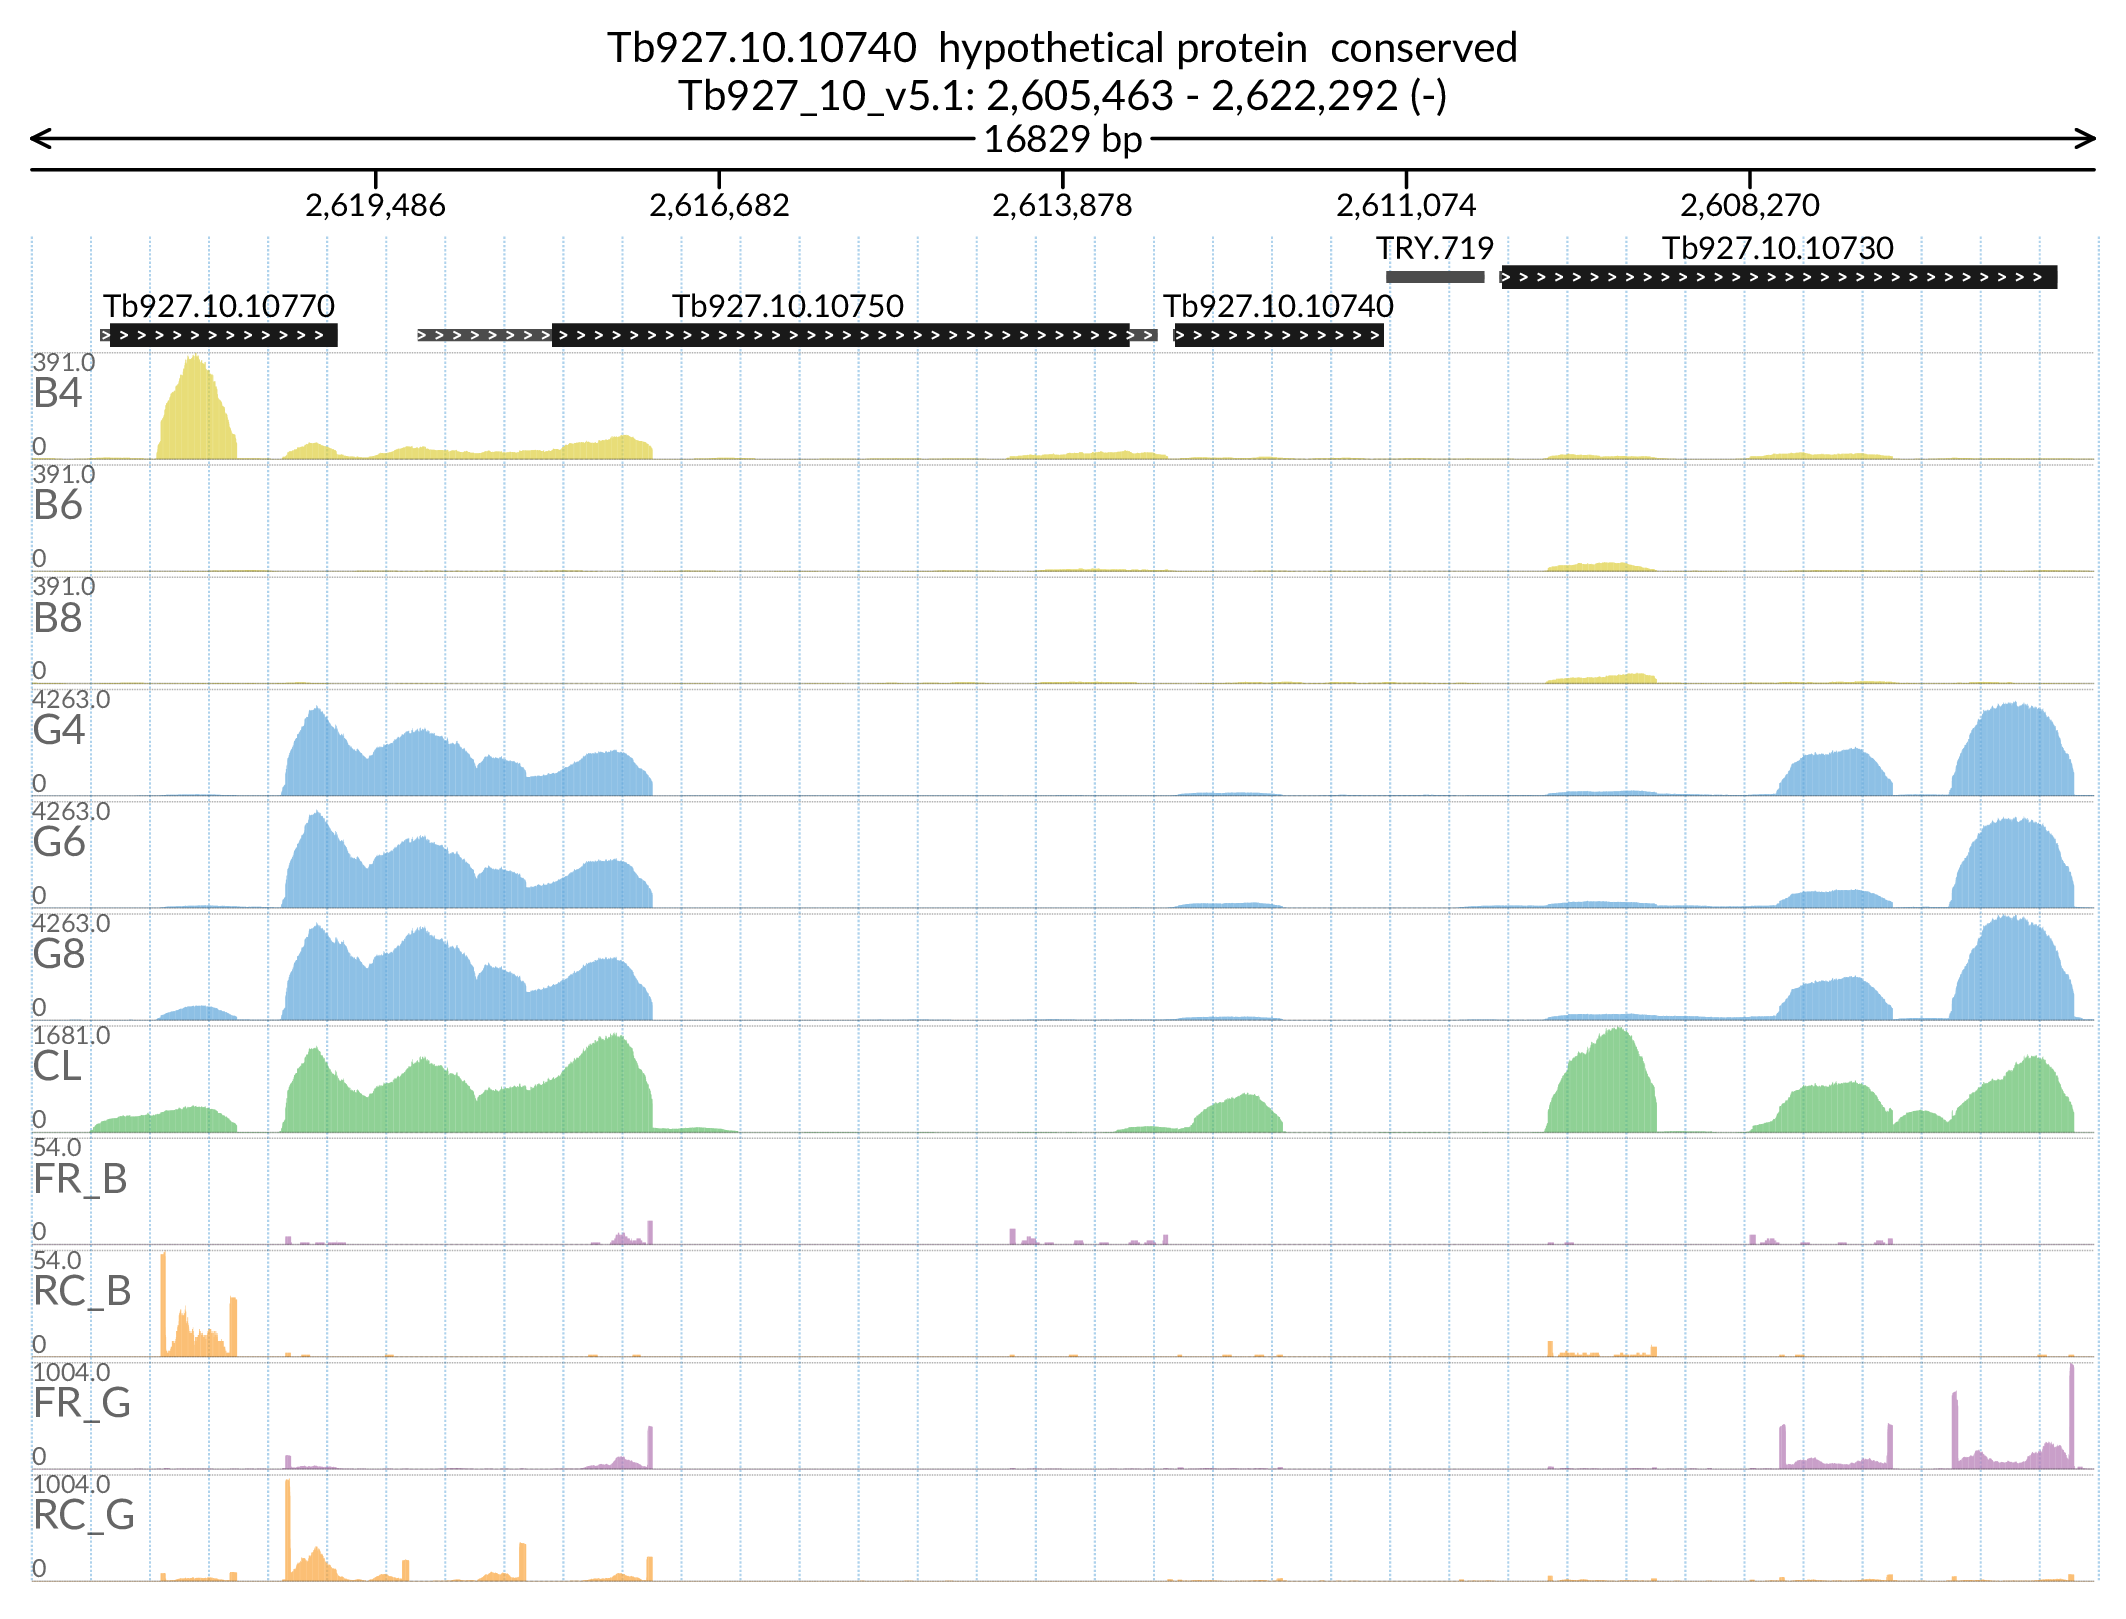 Tb927.10.10740  hypothetical protein  conserved
Tb927_10_v5.1: 2,605,463 - 2,622,292 (-)
16829 bp
2,619,486 2,616,682 2,613,878 2,611,074 2,608,270
TRY.719 Tb927.10.10730
Tb927.10.10770 Tb927.10.10750 Tb927.10.10740
391.0
B4
0
391.0
B6
0
391.0
B8
0
4263.0
G4
0
4263.0
G6
0
4263.0
G8
0
1681.0
CL
0
54.0
FR_B
0
54.0
RC_B
0
1004.0
FR_G
0
1004.0
RC_G
0